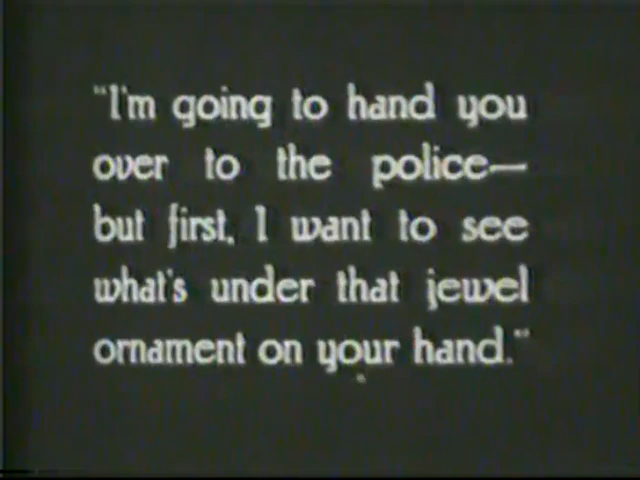 "I'm going to hand you
over to the police—
but first, I want to see
what's under that jewel
ornament on your hand."